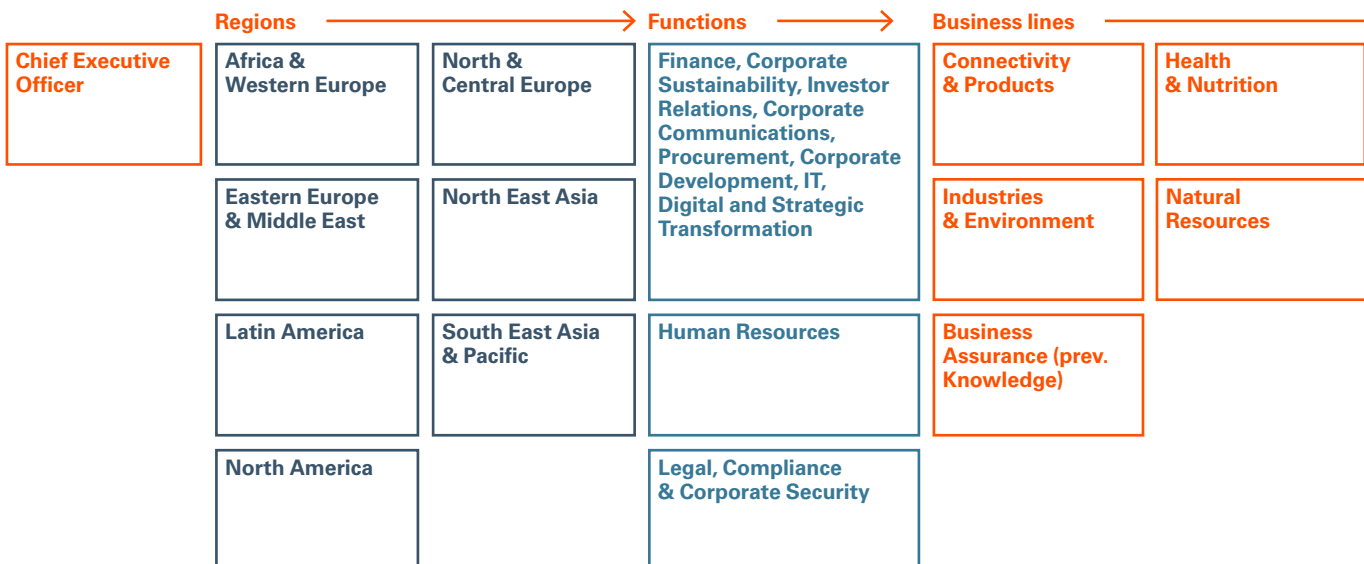 Regions
Functions
Business lines
Chief Executive
Officer
Africa &
Western Europe
North &
Central Europe
Finance, Corporate
Sustainability, Investor
Relations, Corporate
Communications,
Procurement, Corporate
Development, IT,
Digital and Strategic
Transformation
Connectivity
& Products
Health
& Nutrition
Eastern Europe
& Middle East
North East Asia
Industries
& Environment
Natural
Resources
Latin America
South East Asia
& Pacific
Human Resources
Business
Assurance (prev.
Knowledge)
North America
Legal, Compliance
& Corporate Security